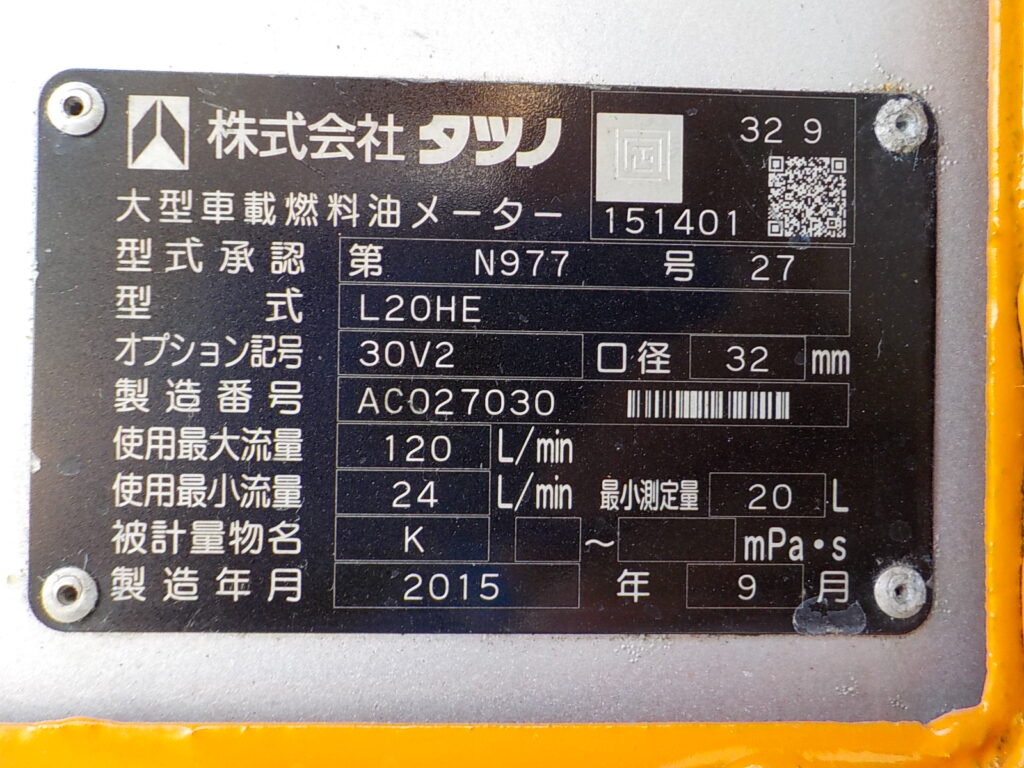 株式会社 タツノ
32 9
大型車載燃料油メーター 151401
型式承認 第 N977 号 27
型式 L20HE
オプション記号 30V2 口径 32 mm
製造番号 AC027030
使用最大流量 120 L/min
使用最小流量 24 L/min 最小測定量 20 L
被計量物名 K ～ mPa・s
製造年月 2015 年 9 月